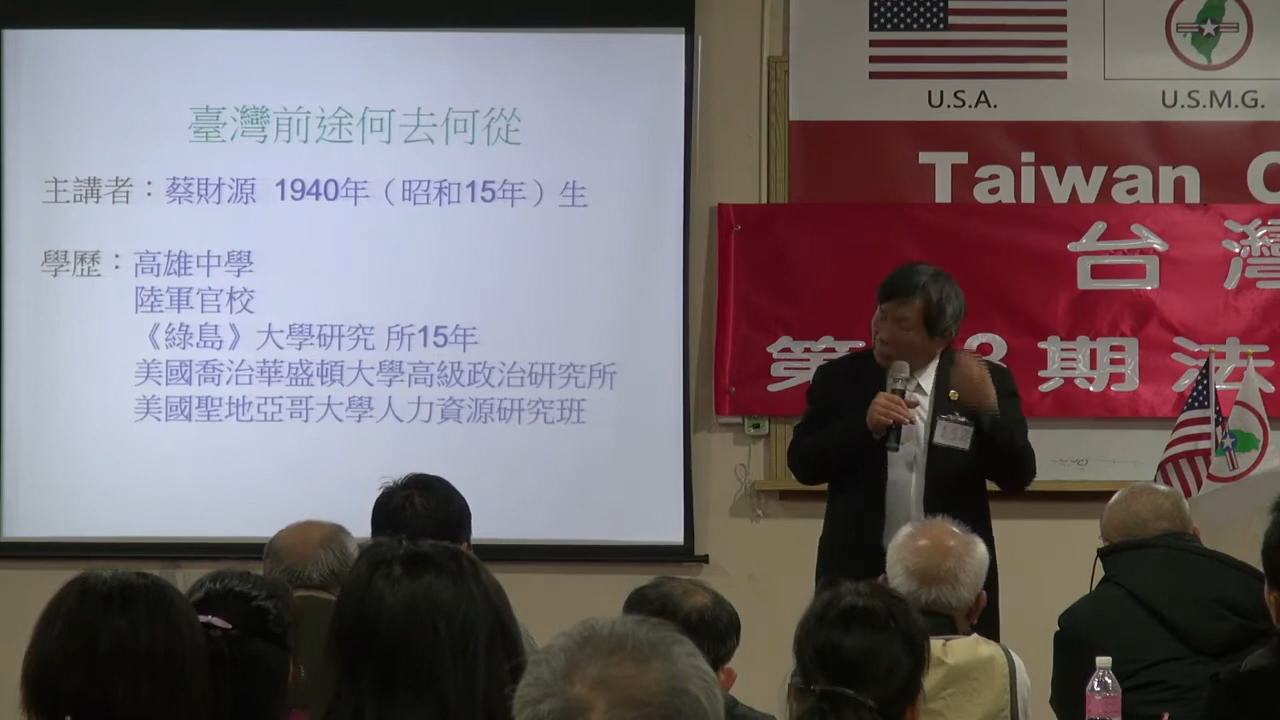 臺灣前途何去何從
主講者：蔡財源 1940年（昭和15年）生
學歷：高雄中學
陸軍官校
《綠島》大學研究 所15年
美國喬治華盛頓大學高級政治研究所
美國聖地亞哥大學人力資源研究班
U.S.A.
U.S.M.G.
Taiwan C
台灣
第 3期法